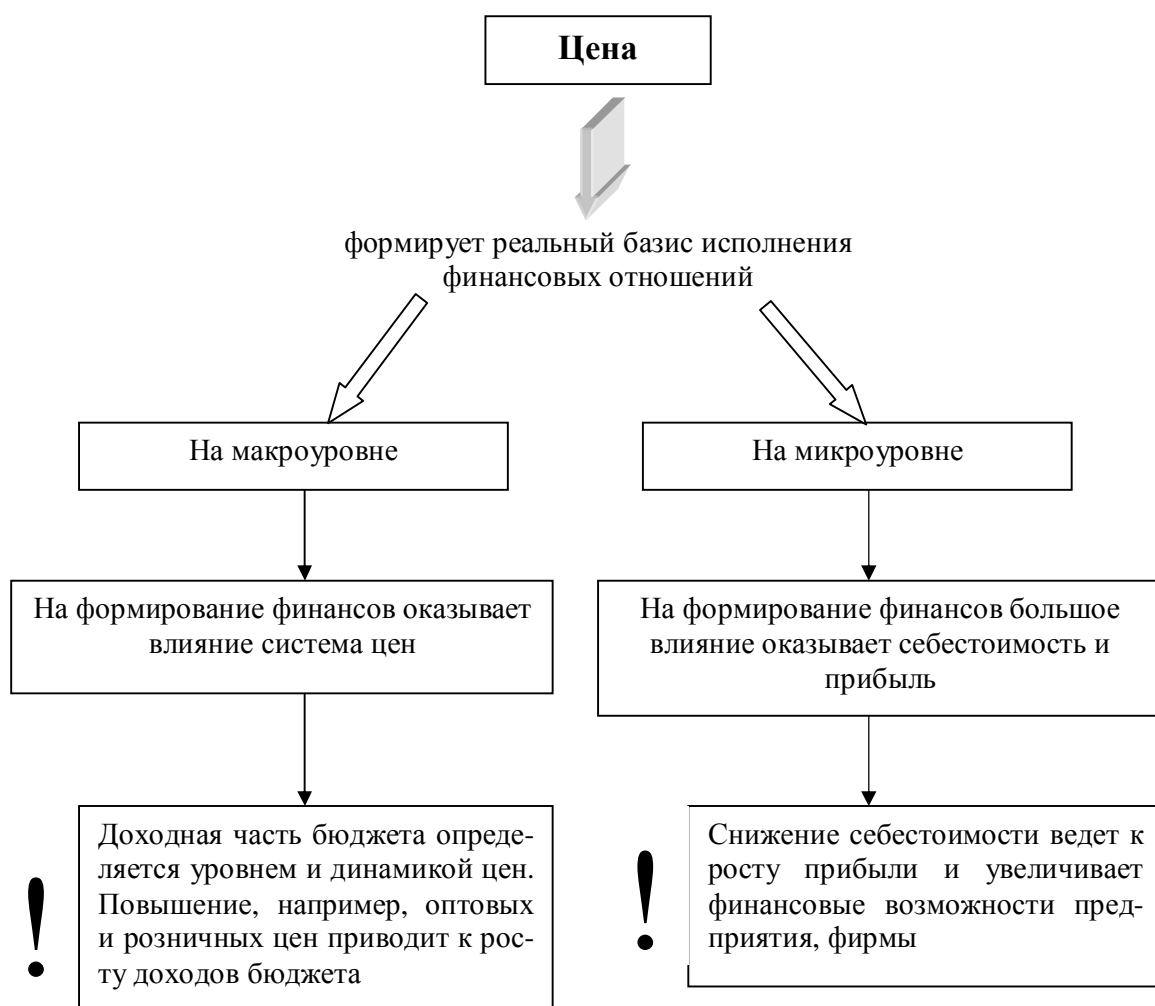 Цена
формирует реальный базис исполнения
финансовых отношений
На макроуровне
На микроуровне
На формирование финансов оказывает
влияние система цен
На формирование финансов большое
влияние оказывает себестоимость и
прибыль
!
Доходная часть бюджета опреде-
ляется уровнем и динамикой цен.
Повышение, например, оптовых
и розничных цен приводит к рос-
ту доходов бюджета
!
Снижение себестоимости ведет к
росту прибыли и увеличивает
финансовые возможности пред-
приятия, фирмы